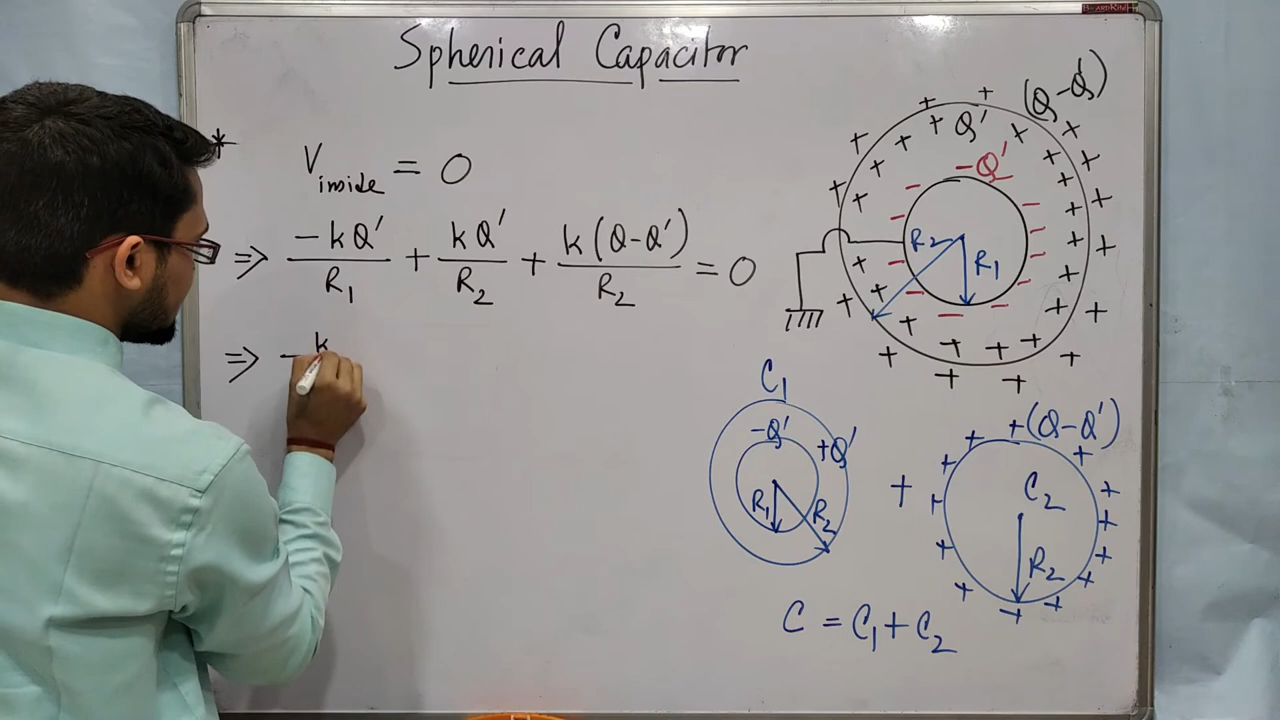 Spherical Capacitor
* V_inside = 0
⇒ -kQ'/R₁ + kQ'/R₂ + k(Q-Q')/R₂ = 0
⇒ - k
(Q-Q')
Q'
-Q'
R₂
R₁
C₁
-Q'
+Q'
R₁
R₂
+
+(Q-Q')
C₂
R₂
C = C₁ + C₂